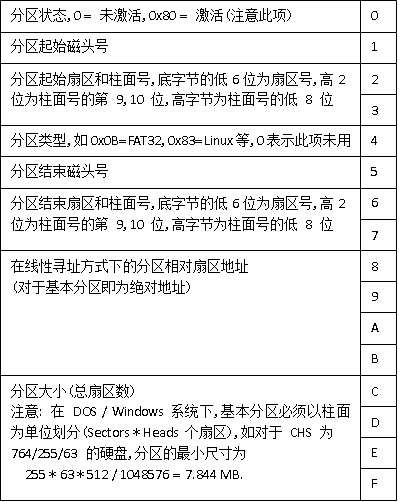 分区状态, 0 = 未激活, 0x80 = 激活(注意此项)
0
分区起始磁头号
1
分区起始扇区和柱面号, 底字节的低 6 位为扇区号, 高 2
位为柱面号的第 9, 10 位, 高字节为柱面号的低 8 位
2
3
分区类型, 如 0x0B=FAT32, 0x83=Linux 等, 0 表示此项未用
4
分区结束磁头号
5
分区结束扇区和柱面号, 底字节的低 6 位为扇区号, 高 2
位为柱面号的第 9, 10 位, 高字节为柱面号的低 8 位
6
7
在线性寻址方式下的分区相对扇区地址
(对于基本分区即为绝对地址)
8
9
A
B
分区大小(总扇区数)
注意: 在 DOS / Windows 系统下, 基本分区必须以柱面
为单位划分(Sectors * Heads 个扇区), 如对于 CHS 为
764/255/63 的硬盘, 分区的最小尺寸为
255 * 63 * 512 / 1048576 = 7.844 MB.
C
D
E
F